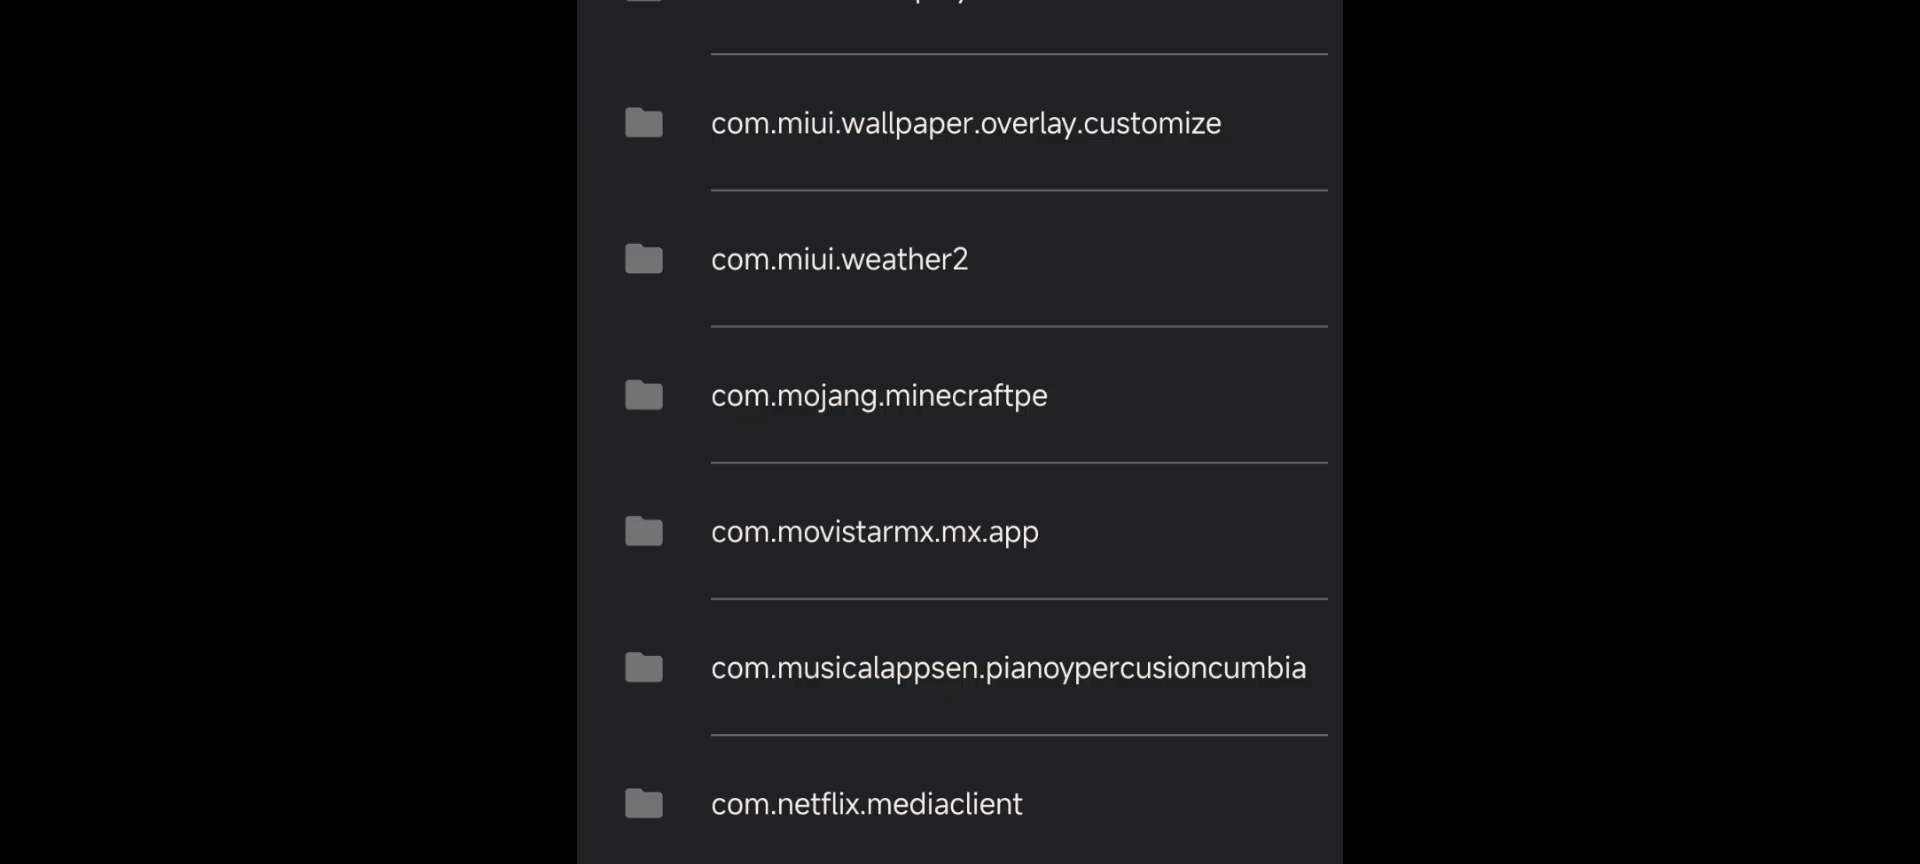 com.miui.wallpaper.overlay.customize
com.miui.weather2
com.mojang.minecraftpe
com.movistarmx.mx.app
com.musicalappsen.pianoypercusioncumbia
com.netflix.mediaclient